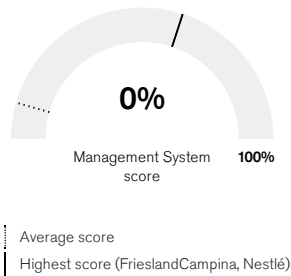 0%
Management System
score
100%
Average score
Highest score (FrieslandCampina, Nestlé)